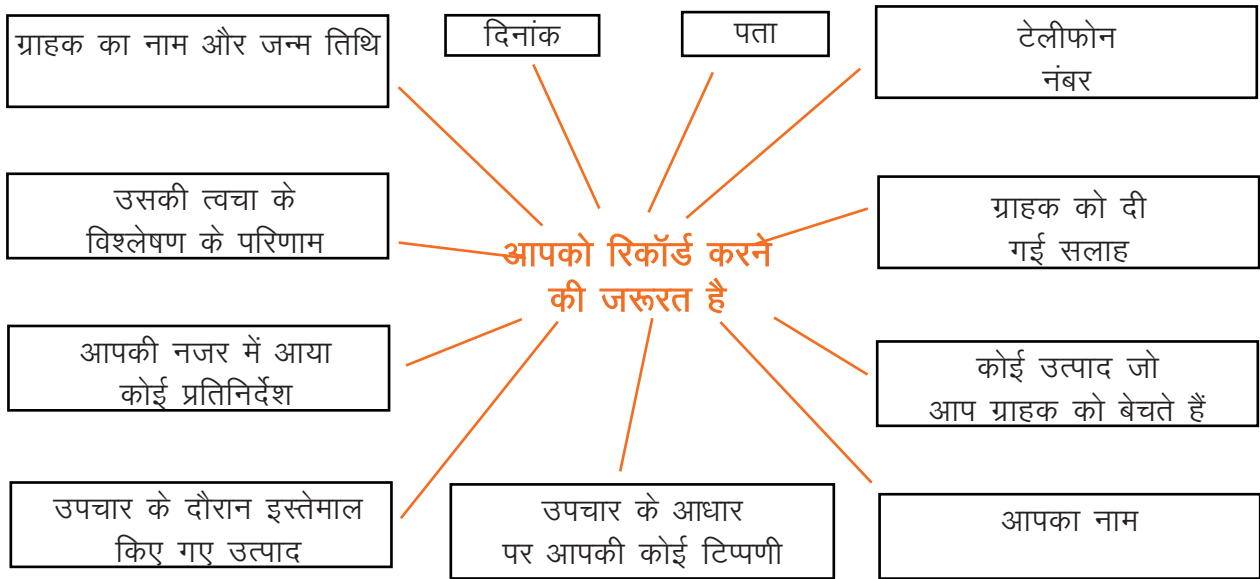 ग्राहक का नाम और जन्म तिथि
दिनांक
पता
टेलीफोन
नंबर
उसकी त्वचा के
विश्लेषण के परिणाम
ग्राहक को दी
गई सलाह
आपको रिकॉर्ड करने
की जरूरत है
आपकी नजर में आया
कोई प्रतिनिर्देश
कोई उत्पाद जो
आप ग्राहक को बेचते हैं
उपचार के दौरान इस्तेमाल
किए गए उत्पाद
उपचार के आधार
पर आपकी कोई टिप्पणी
आपका नाम